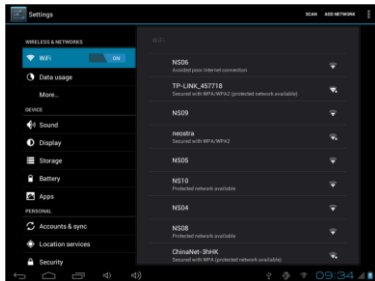 Settings
SCAN ADD NETWORK
WIRELESS & NETWORKS
WiFi ON
Data usage
More...
DEVICE
Sound
Display
Storage
Battery
Apps
PERSONAL
Accounts & sync
Location services
Security
WiFi
NS06
Avoided poor Internet connection
TP-LINK_457718
Secured with WPA/WPA2 (protected network available)
NS09
neostra
Secured with WPA/WPA2
NS05
NS10
Protected network available
NS04
NS08
Protected network available
ChinaNet-3hHK
Secured with WPA (protected network available)
09:34